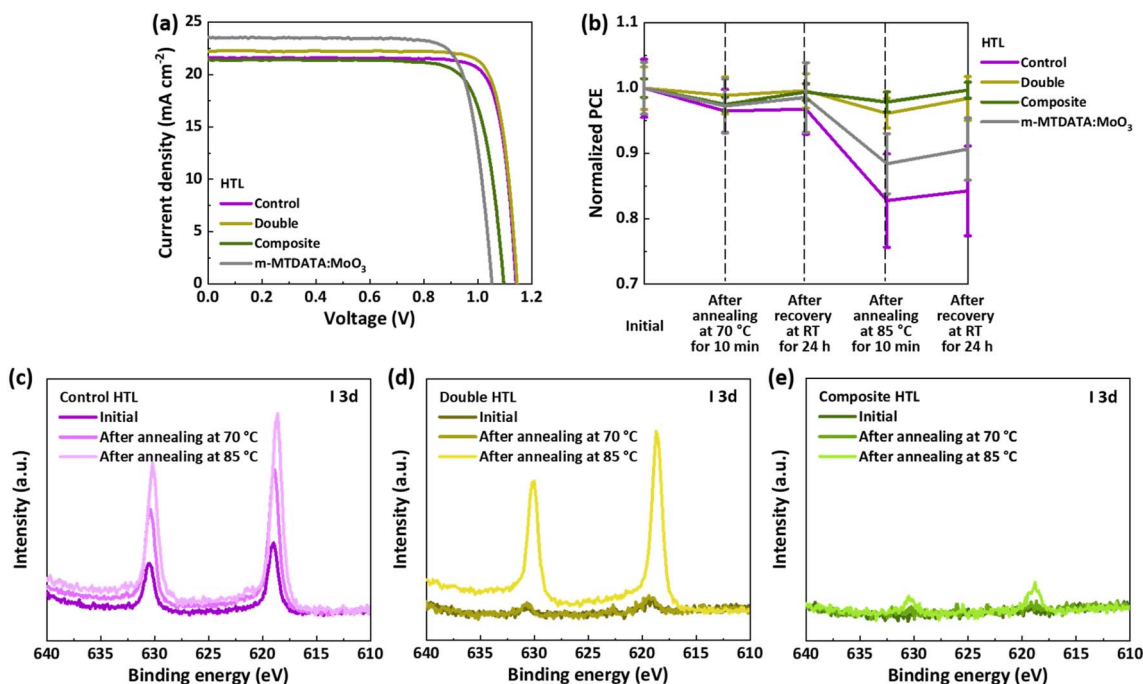 (a)
Current density (mA cm⁻²)
25
20
15
10
5
0
HTL
Control
Double
Composite
m-MTDATA:MoO₃
0.0 0.2 0.4 0.6 0.8 1.0 1.2
Voltage (V)
(b)
Normalized PCE
1.1
1.0
0.9
0.8
0.7
HTL
Control
Double
Composite
m-MTDATA:MoO₃
Initial
After
annealing
at 70 °C
for 10 min
After
recovery
at RT
for 24 h
After
annealing
at 85 °C
for 10 min
After
recovery
at RT
for 24 h
(c)
Control HTL
I 3d
Initial
After annealing at 70 °C
After annealing at 85 °C
Intensity (a.u.)
640 635 630 625 620 615 610
Binding energy (eV)
(d)
Double HTL
I 3d
Initial
After annealing at 70 °C
After annealing at 85 °C
Intensity (a.u.)
640 635 630 625 620 615 610
Binding energy (eV)
(e)
Composite HTL
I 3d
Initial
After annealing at 70 °C
After annealing at 85 °C
Intensity (a.u.)
640 635 630 625 620 615 610
Binding energy (eV)